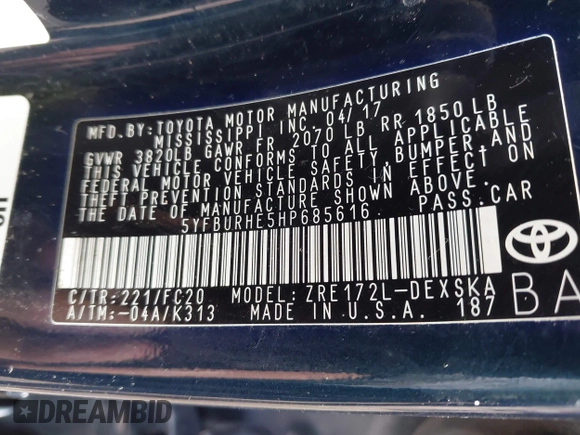 MFD.BY:TOYOTA MOTOR MANUFACTURING
MISSISSIPPI INC. 04/17
GVWR 3820LB GAWR FR 2070 LB RR 1850 LB
THIS VEHICLE CONFORMS TO ALL APPLICABLE
FEDERAL MOTOR VEHICLE SAFETY,BUMPER,AND
THEFT PREVENTION STANDARDS IN EFFECT ON
THE DATE OF MANUFACTURE SHOWN ABOVE.
5YFBURHE5HP685616 PASS.CAR
C/TR:221/FC20 MODEL:ZRE172L-DEXSKA
A/TM:-04A/K313 MADE IN U.S.A. 187
BA
DREAMBID